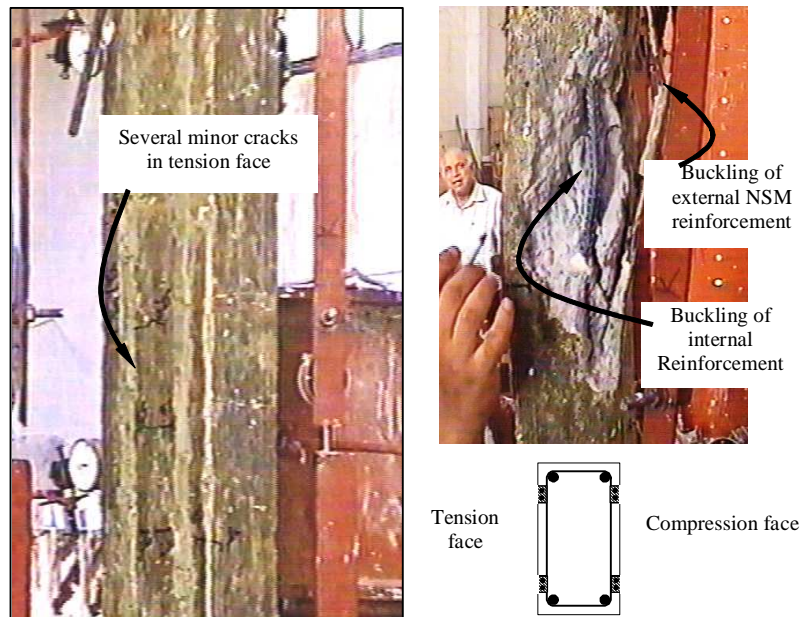 Several minor cracks
in tension face
Buckling of
external NSM
reinforcement
Buckling of
internal
Reinforcement
Tension
face
Compression face